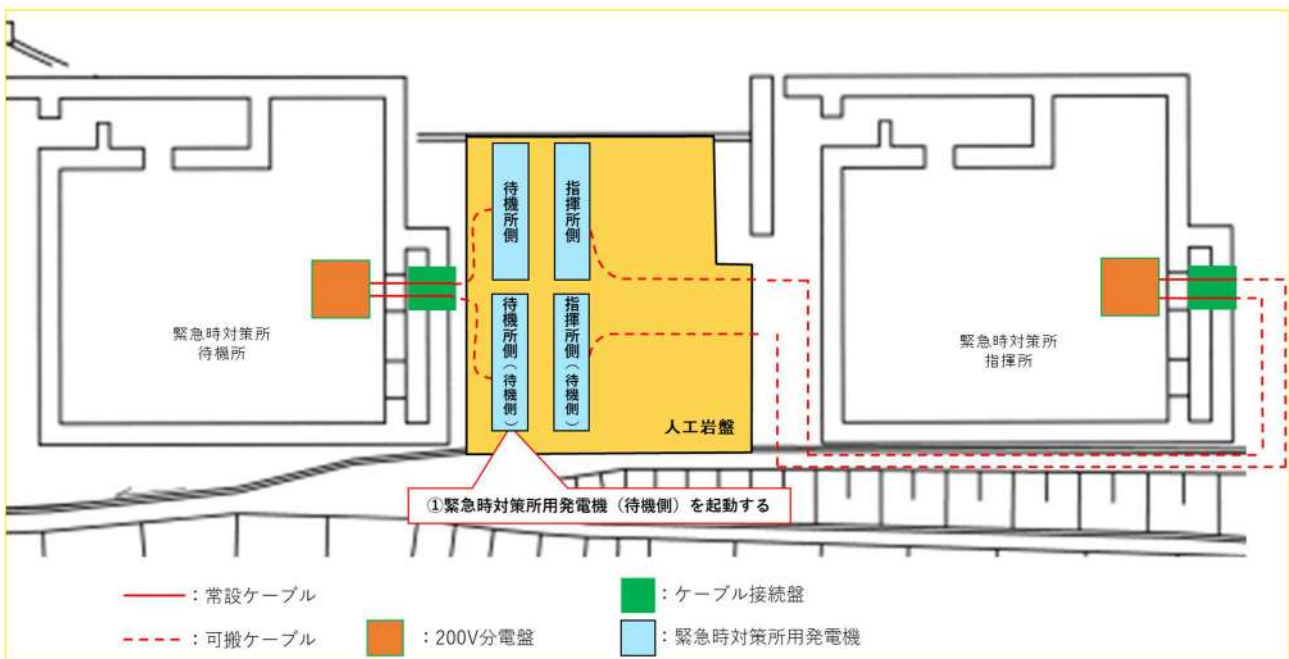 待機所側
指揮所側
待機所側（待機側）
指揮所側（待機側）
緊急時対策所
待機所
緊急時対策所
指揮所
人工岩盤
①緊急時対策所用発電機（待機側）を起動する
：常設ケーブル
：ケーブル接続盤
：可搬ケーブル
：200V分電盤
：緊急時対策所用発電機